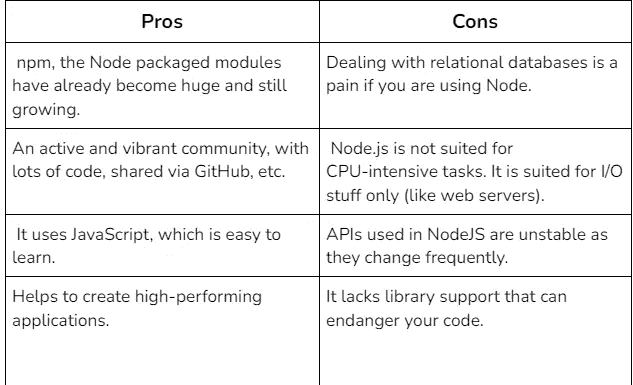 Pros
Cons
npm, the Node packaged modules
have already become huge and still
growing.
Dealing with relational databases is a
pain if you are using Node.
An active and vibrant community, with
lots of code, shared via GitHub, etc.
Node.js is not suited for
CPU-intensive tasks. It is suited for I/O
stuff only (like web servers).
It uses JavaScript, which is easy to
learn.
APIs used in NodeJS are unstable as
they change frequently.
Helps to create high-performing
applications.
It lacks library support that can
endanger your code.